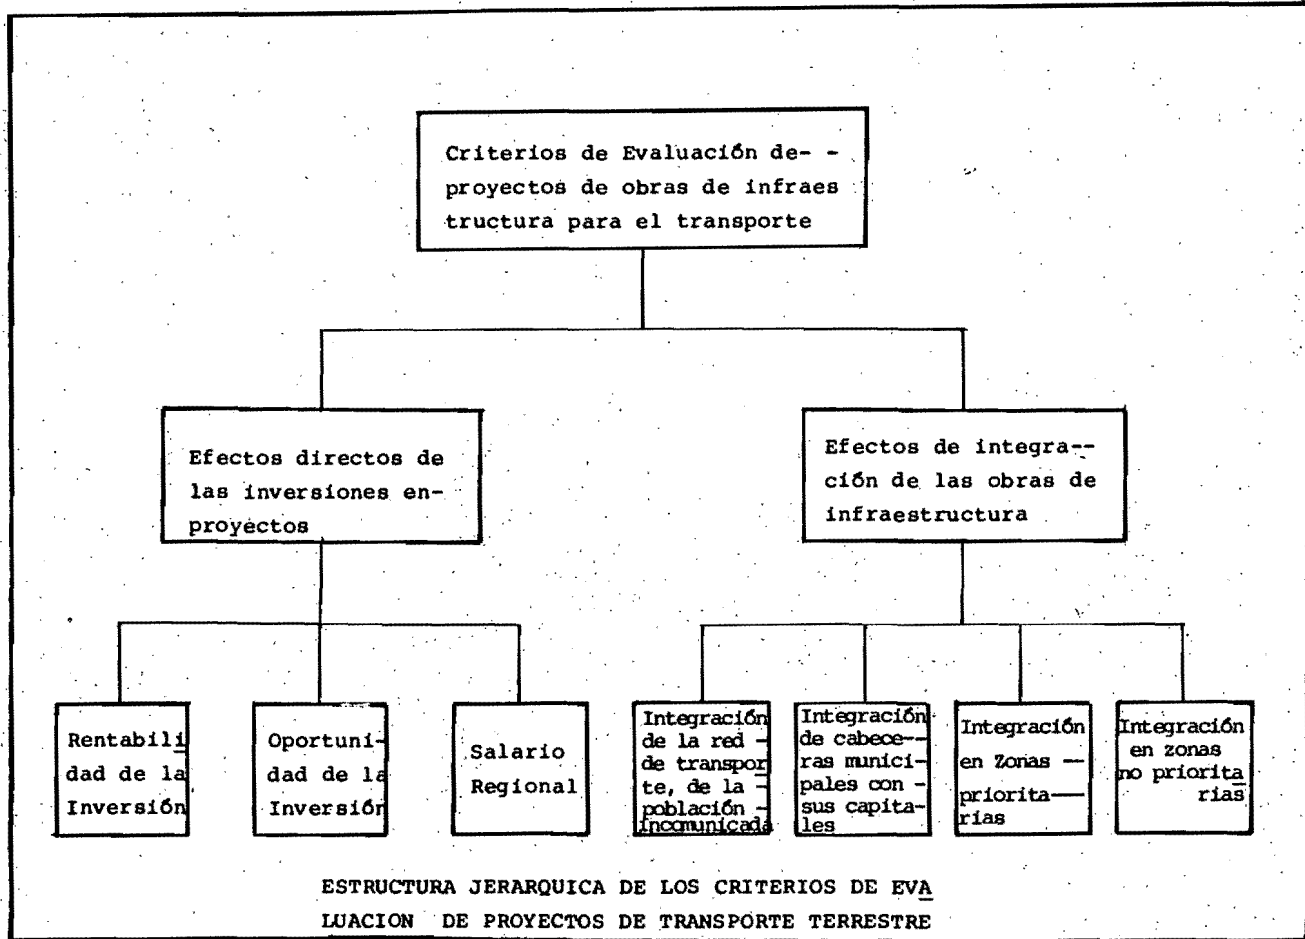 Criterios de Evaluación de- -
proyectos de obras de infraes
tructura para el transporte
Efectos directos de
las inversiones en-
proyectos
Efectos de integra--
ción de las obras de
infraestructura
Rentabili
dad de la
Inversión
Oportuni-
dad de la
Inversión
Salario
Regional
Integración
de la red -
de transpor
te, de la -
población -
Incomunicada
Integración
de cabece--
ras munici-
pales con -
sus capita-
les
Integración
en Zonas --
priorita--
rias
Integración
en zonas
no priorita
rias
ESTRUCTURA JERARQUICA DE LOS CRITERIOS DE EVA
LUACION DE PROYECTOS DE TRANSPORTE TERRESTRE